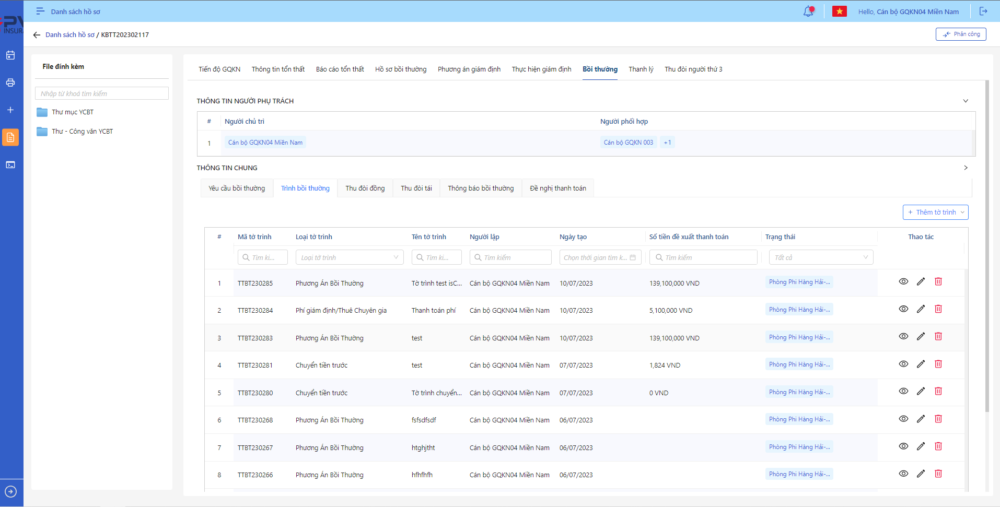 Danh sách hồ sơ
Hello, Cán bộ GQKN04 Miền Nam
PV
INSURA
Danh sách hồ sơ / KBTT202302117
Phân công
File đính kèm
Nhập từ khoá tìm kiếm
Thư mục YCBT
Thư - Công văn YCBT
Tiến độ GQKN Thông tin tổn thất Báo cáo tổn thất Hồ sơ bồi thường Phương án giám định Thực hiện giám định Bồi thường Thanh lý Thu đòi người thứ 3
THÔNG TIN NGƯỜI PHỤ TRÁCH
# Người chủ trì Người phối hợp
1 Cán bộ GQKN04 Miền Nam Cán bộ GQKN 003 +1
THÔNG TIN CHUNG
Yêu cầu bồi thường Trình bồi thường Thu đòi đồng Thu đòi tái Thông báo bồi thường Đề nghị thanh toán
+ Thêm tờ trình
# Mã tờ trình Loại tờ trình Tên tờ trình Người lập Ngày tạo Số tiền đề xuất thanh toán Trạng thái Thao tác
Tìm ki... Loại tờ trình Tìm ki... Tìm kiếm Chọn thời gian tìm k... Tìm kiếm Tất cả
1 TTBT230285 Phương Án Bồi Thường Tờ trình test isC... Cán bộ GQKN04 Miền Nam 10/07/2023 139,100,000 VND Phòng Phi Hàng Hải-...
2 TTBT230284 Phí giám định/Thuê Chuyên gia Thanh toán phí Cán bộ GQKN04 Miền Nam 10/07/2023 5,100,000 VND Phòng Phi Hàng Hải-...
3 TTBT230283 Phương Án Bồi Thường test Cán bộ GQKN04 Miền Nam 10/07/2023 139,100,000 VND Phòng Phi Hàng Hải-...
4 TTBT230281 Chuyển tiền trước test Cán bộ GQKN04 Miền Nam 07/07/2023 1,824 VND Phòng Phi Hàng Hải-...
5 TTBT230280 Chuyển tiền trước Tờ trình chuyển... Cán bộ GQKN04 Miền Nam 07/07/2023 0 VND Phòng Phi Hàng Hải-...
6 TTBT230268 Phương Án Bồi Thường fsfsdfsdf Cán bộ GQKN04 Miền Nam 06/07/2023 Phòng Phi Hàng Hải-...
7 TTBT230267 Phương Án Bồi Thường htghjtht Cán bộ GQKN04 Miền Nam 06/07/2023 Phòng Phi Hàng Hải-...
8 TTBT230266 Phương Án Bồi Thường hfhfhfh Cán bộ GQKN04 Miền Nam 06/07/2023 Phòng Phi Hàng Hải-...